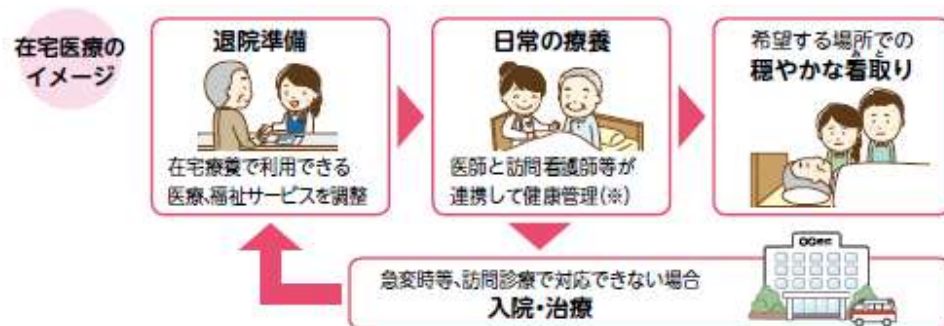 在宅医療の
イメージ
退院準備
在宅療養で利用できる
医療、福祉サービスを調整
日常の療養
医師と訪問看護師等が
連携して健康管理(※)
希望する場所での
みと
穏やかな看取り
急変時等、訪問診療で対応できない場合
入院・治療